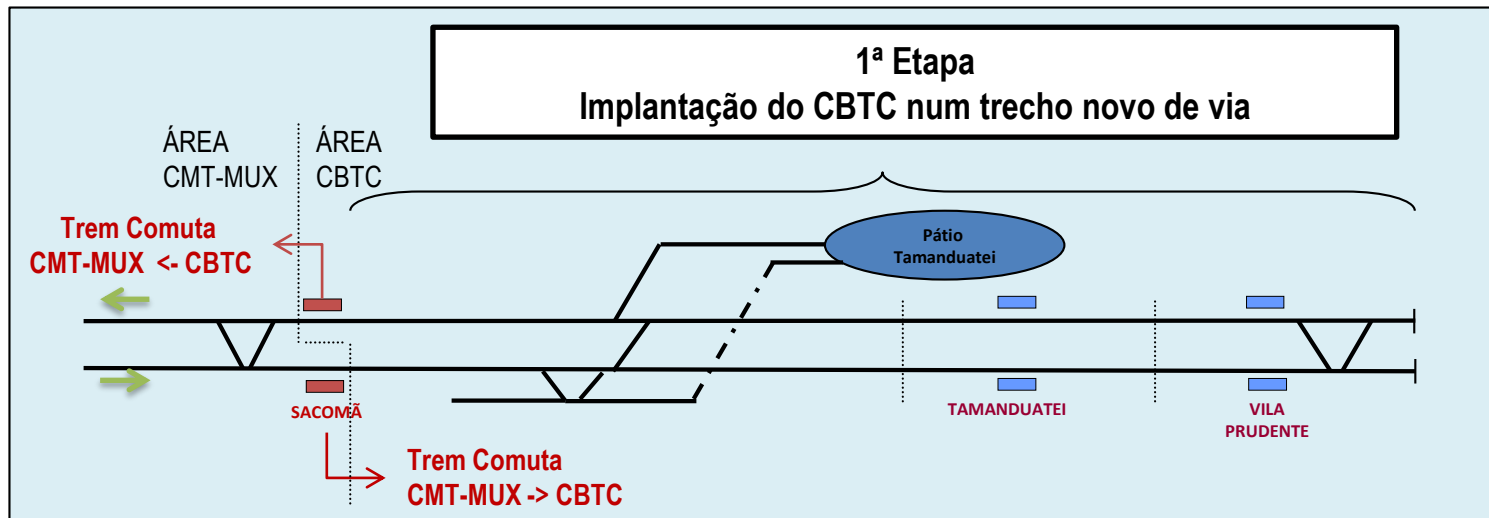 1ª Etapa
Implantação do CBTC num trecho novo de via
ÁREA
CMT-MUX
ÁREA
CBTC
Trem Comuta
CMT-MUX <- CBTC
Pátio
Tamanduatei
SACOMÃ
TAMANDUATEI
VILA
PRUDENTE
Trem Comuta
CMT-MUX -> CBTC